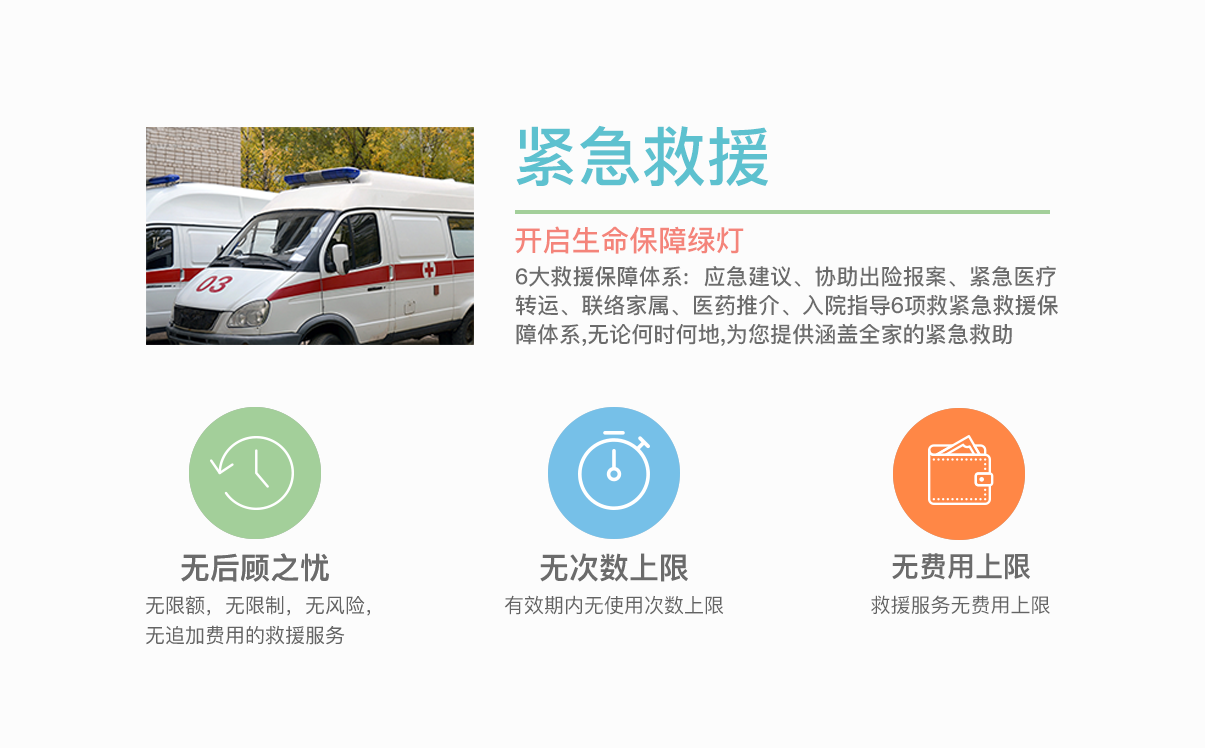 紧急救援
开启生命保障绿灯
6大救援保障体系：应急建议、协助出险报案、紧急医疗
转运、联络家属、医药推介、入院指导6项救紧急救援保
障体系,无论何时何地,为您提供涵盖全家的紧急救助
03
无后顾之忧
无限额，无限制，无风险，
无追加费用的救援服务
无次数上限
有效期内无使用次数上限
无费用上限
救援服务无费用上限